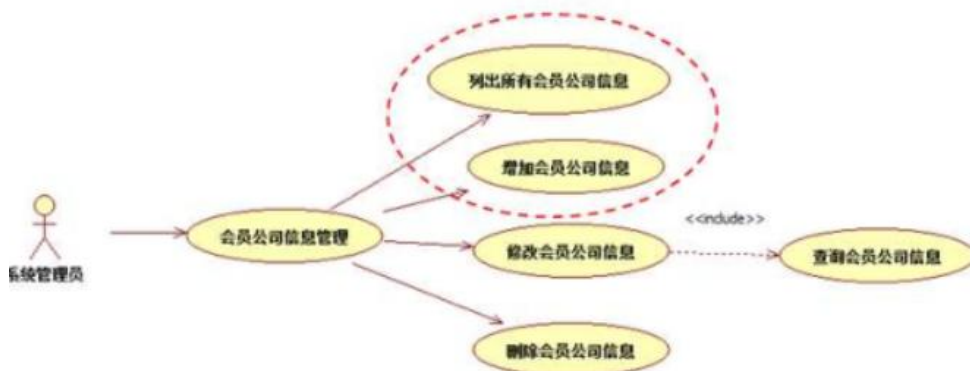 列出所有会员公司信息
增加会员公司信息
<<include>>
会员公司信息管理
修改会员公司信息
查询会员公司信息
系统管理员
删除会员公司信息